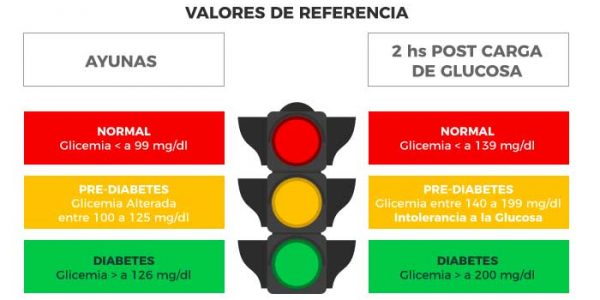 VALORES DE REFERENCIA
AYUNAS
NORMAL
Glicemia < a 99 mg/dl
PRE-DIABETES
Glicemia Alterada
entre 100 a 125 mg/dl
DIABETES
Glicemia > a 126 mg/dl
2 hs POST CARGA
DE GLUCOSA
NORMAL
Glicemia < a 139 mg/dl
PRE-DIABETES
Glicemia entre 140 a 199 mg/dl
Intolerancia a la Glucosa
DIABETES
Glicemia > a 200 mg/dl